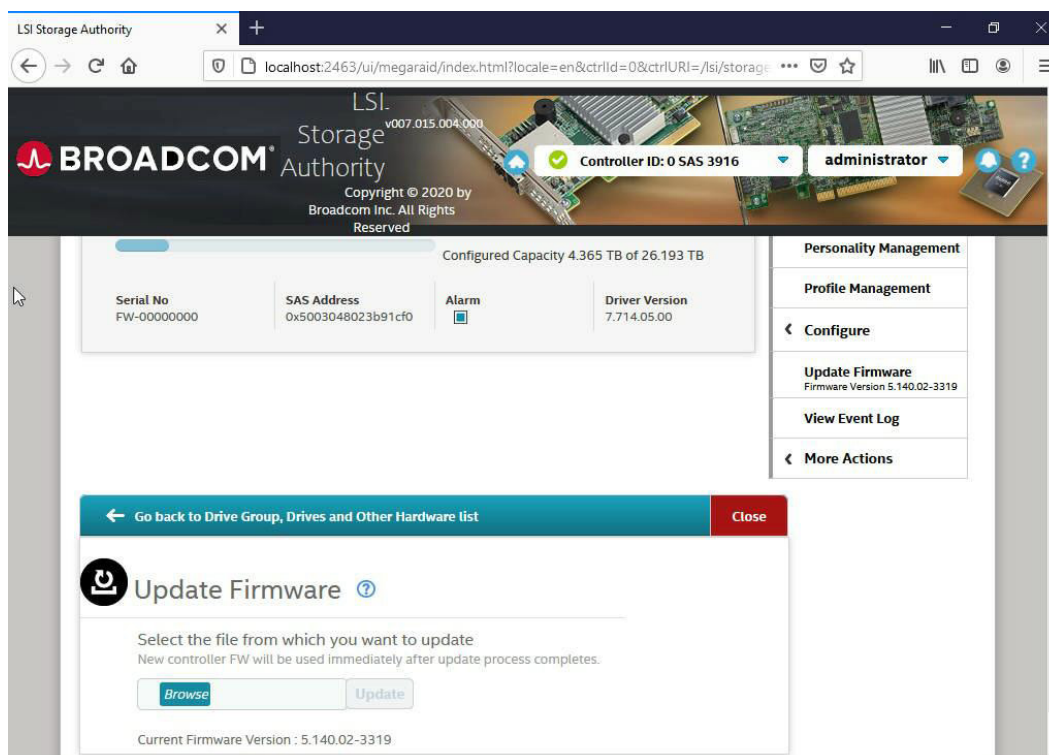 LSI Storage Authority
localhost:2463/ui/megaraid/index.html?locale=en&ctrlId=0&ctrlURI=/lsi/storage
BROADCOM®
LSI
Storage
Authority
v007.015.004.000
Copyright © 2020 by
Broadcom Inc. All
Rights
Reserved
Controller ID: 0 SAS 3916
administrator
?
Configured Capacity 4.365 TB of 26.193 TB
Serial No
FW-00000000
SAS Address
0x5003048023b91cf0
Alarm
Driver Version
7.714.05.00
Personality Management
Profile Management
Configure
Update Firmware
Firmware Version 5.140.02-3319
View Event Log
More Actions
Go back to Drive Group, Drives and Other Hardware list
Close
Update Firmware ?
Select the file from which you want to update
New controller FW will be used immediately after update process completes.
Browse
Update
Current Firmware Version : 5.140.02-3319